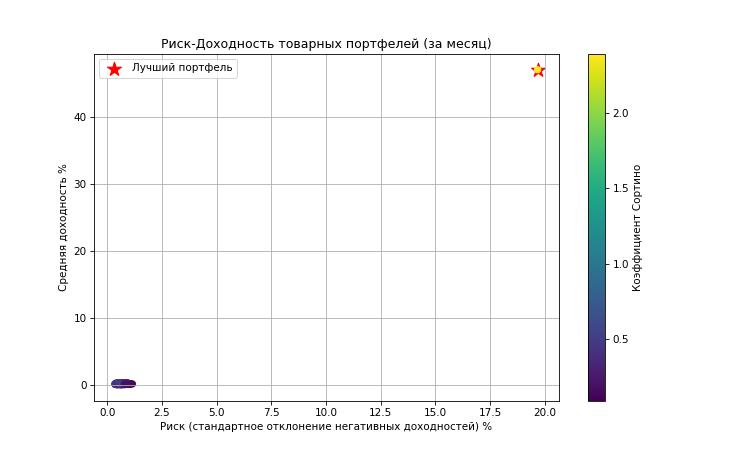 Риск-Доходность товарных портфелей (за месяц)
Лучший портфель
Средняя доходность %
40
30
20
10
0
0.0 2.5 5.0 7.5 10.0 12.5 15.0 17.5 20.0
Риск (стандартное отклонение негативных доходностей) %
2.0
1.5
1.0
0.5
Коэффициент Сортино